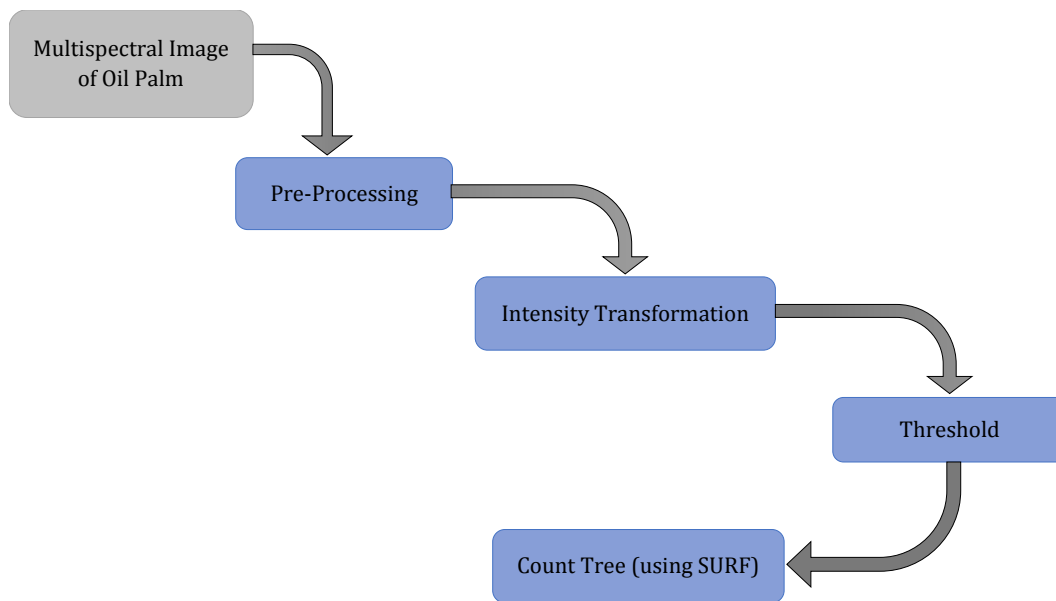 Multispectral Image
of Oil Palm
Pre-Processing
Intensity Transformation
Threshold
Count Tree (using SURF)